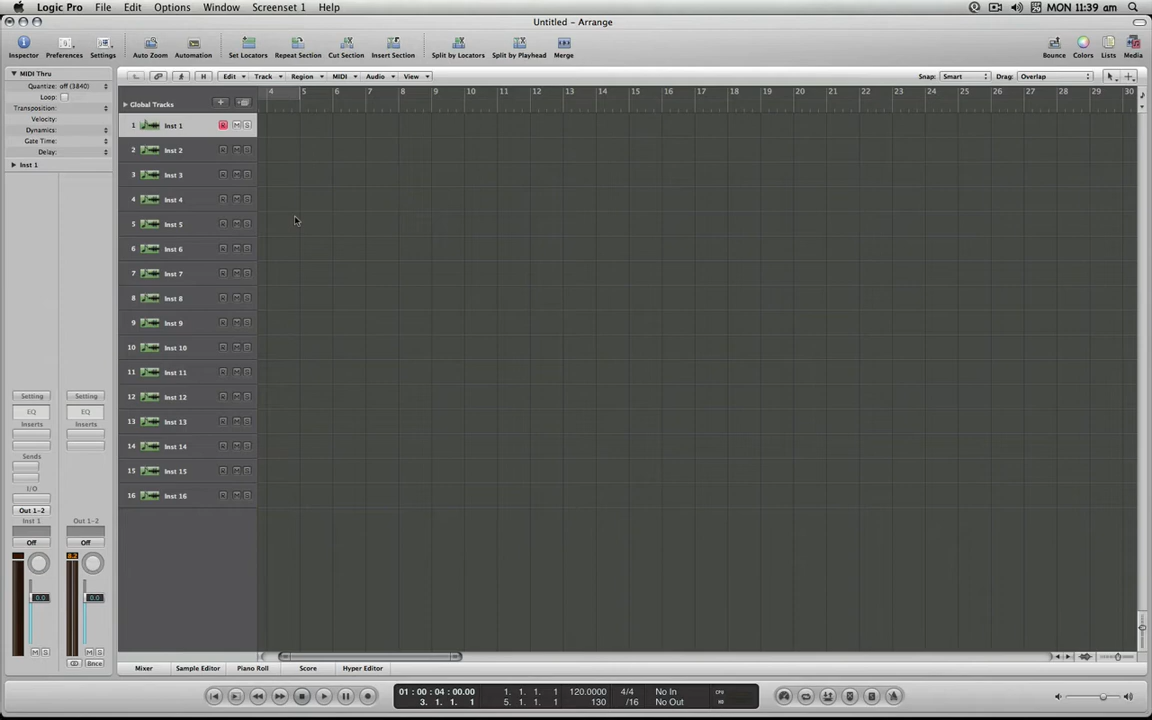 Logic Pro File Edit Options Window Screenset 1 Help MON 11:39 am
Untitled – Arrange
Inspector Preferences Settings Auto Zoom Automation Set Locators Repeat Section Cut Section Insert Section Split by Locators Split by Playhead Merge Bounce Colors Lists Media
MIDI Thru
Quantize: off (3840)
Loop:
Transposition:
Velocity:
Dynamics:
Gate Time:
Delay:
Inst 1
H Edit Track Region MIDI Audio View Snap: Smart Drag: Overlap
4 5 6 7 8 9 10 11 12 13 14 15 16 17 18 19 20 21 22 23 24 25 26 27 28 29 30
Global Tracks
1 Inst 1 R M S
2 Inst 2 R M S
3 Inst 3 R M S
4 Inst 4 R M S
5 Inst 5 R M S
6 Inst 6 R M S
7 Inst 7 R M S
8 Inst 8 R M S
9 Inst 9 R M S
10 Inst 10 R M S
11 Inst 11 R M S
12 Inst 12 R M S
13 Inst 13 R M S
14 Inst 14 R M S
15 Inst 15 R M S
16 Inst 16 R M S
Setting Setting
EQ EQ
Inserts Inserts
Sends
I/O
Out 1-2
Inst 1 Out 1-2
Off Off
8.2
0.0 0.0
M S M S
Bnce
Mixer Sample Editor Piano Roll Score Hyper Editor
01:00:04:00.00 1. 1. 1. 1 120.0000 4/4 No In CPU
3. 1. 1. 1 5. 1. 1. 1 130 /16 No Out HD